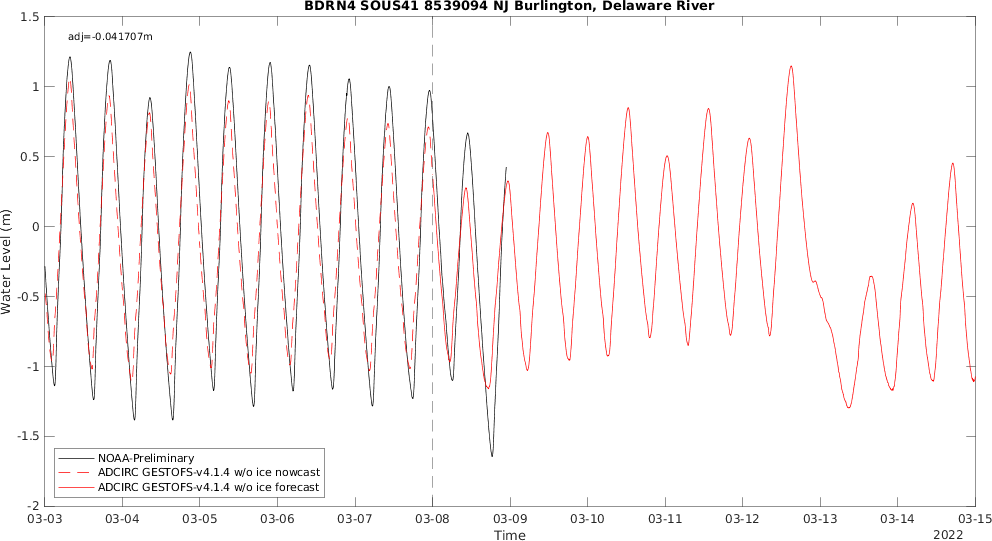 BDRN4 SOUS41 8539094 NJ Burlington, Delaware River
adj=-0.041707m
1.5
1
0.5
0
-0.5
-1
-1.5
-2
Water Level (m)
NOAA-Preliminary
ADCIRC GESTOFS-v4.1.4 w/o ice nowcast
ADCIRC GESTOFS-v4.1.4 w/o ice forecast
03-03 03-04 03-05 03-06 03-07 03-08 03-09 03-10 03-11 03-12 03-13 03-14 03-15
Time
2022